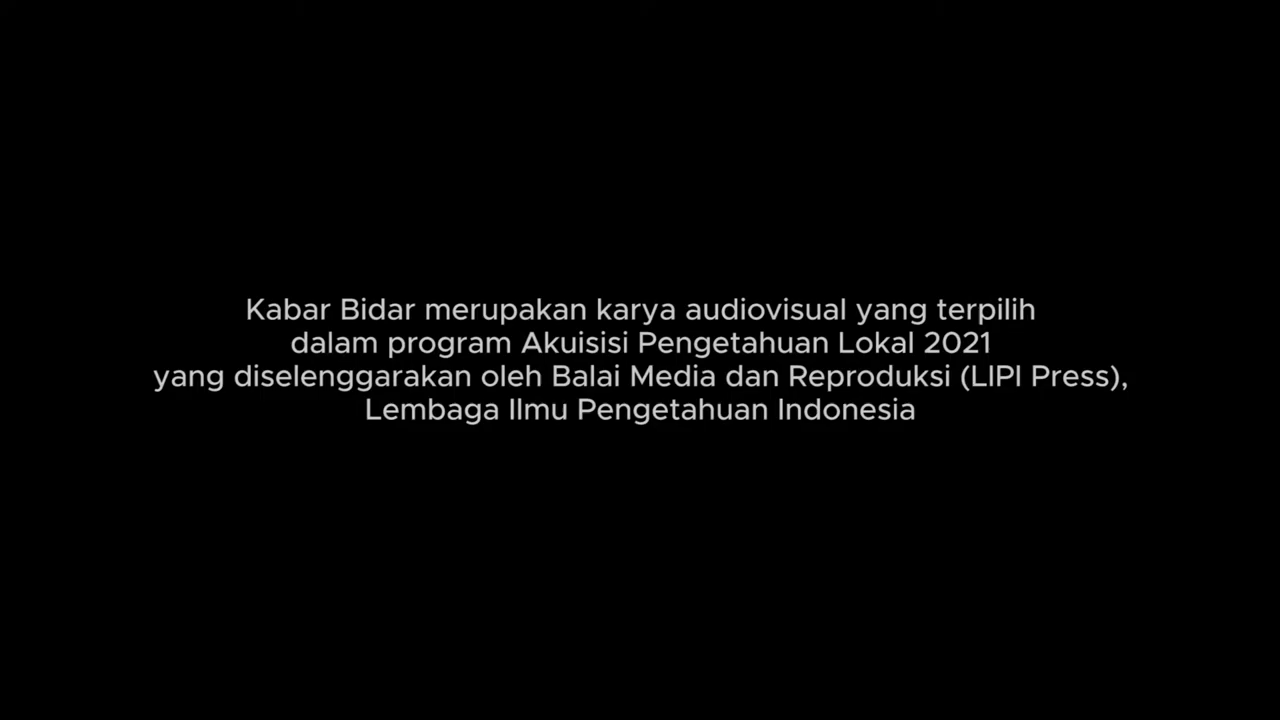 Kabar Bidar merupakan karya audiovisual yang terpilih
dalam program Akuisisi Pengetahuan Lokal 2021
yang diselenggarakan oleh Balai Media dan Reproduksi (LIPI Press),
Lembaga Ilmu Pengetahuan Indonesia